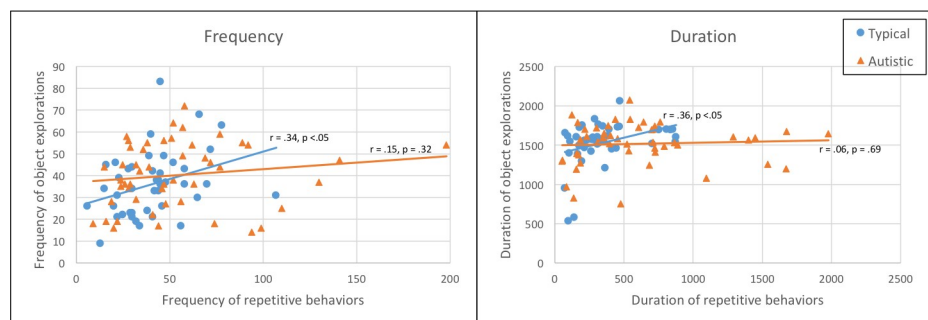 Frequency
Frequency of object explorations
90
80
70
60
50
40
30
20
10
0
r = .34, p <.05
r = .15, p = .32
0 50 100 150 200
Frequency of repetitive behaviors
Duration
Typical
Autistic
Duration of object explorations
2500
2000
1500
1000
500
0
r = .36, p <.05
r = .06, p = .69
0 500 1000 1500 2000 2500
Duration of repetitive behaviors